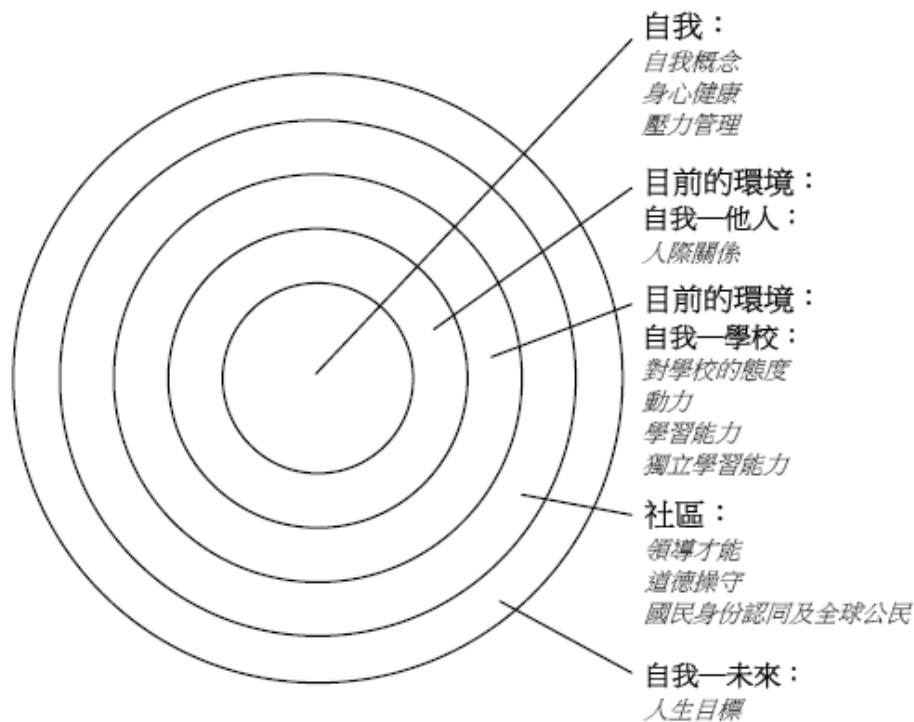 自我：
自我概念
身心健康
壓力管理
目前的環境：
自我—他人：
人際關係
目前的環境：
自我—學校：
對學校的態度
動力
學習能力
獨立學習能力
社區：
領導才能
道德操守
國民身份認同及全球公民
自我—未來：
人生目標